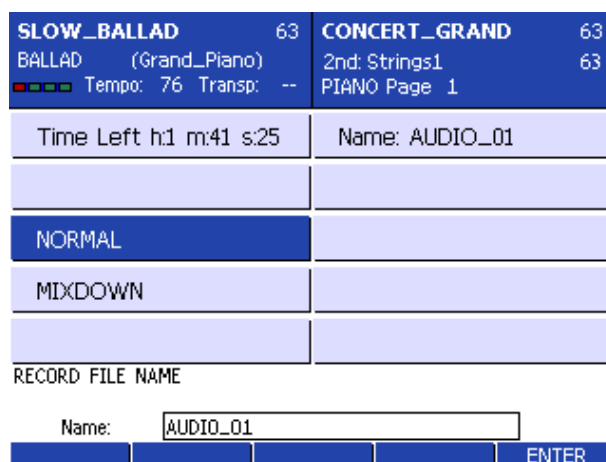 SLOW_BALLAD 63
BALLAD (Grand_Piano)
Tempo: 76 Transp: --
CONCERT_GRAND 63
2nd: Strings1 63
PIANO Page 1
Time Left h:1 m:41 s:25
Name: AUDIO_01
NORMAL
MIXDOWN
RECORD FILE NAME
Name: AUDIO_01
ENTER